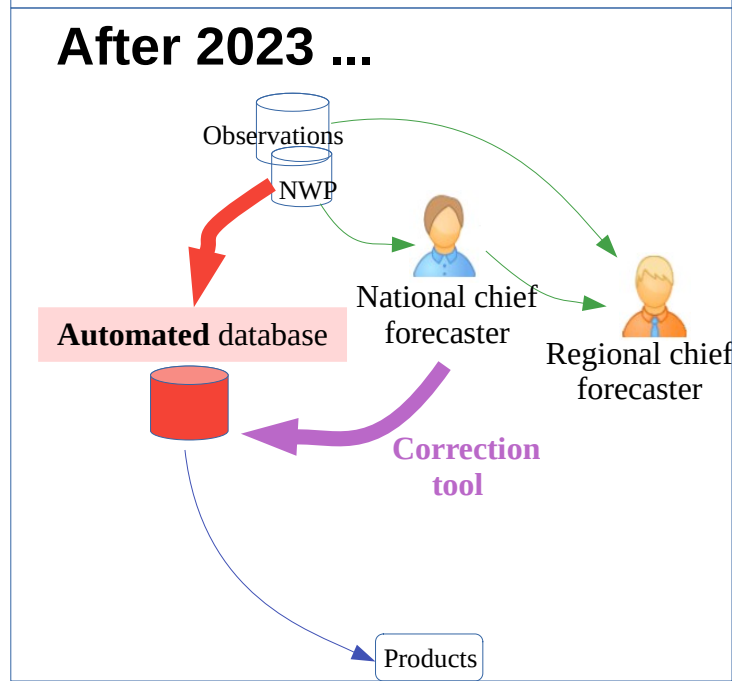 After 2023 ...
Observations
NWP
National chief
forecaster
Automated database
Regional chief
forecaster
Correction
tool
Products